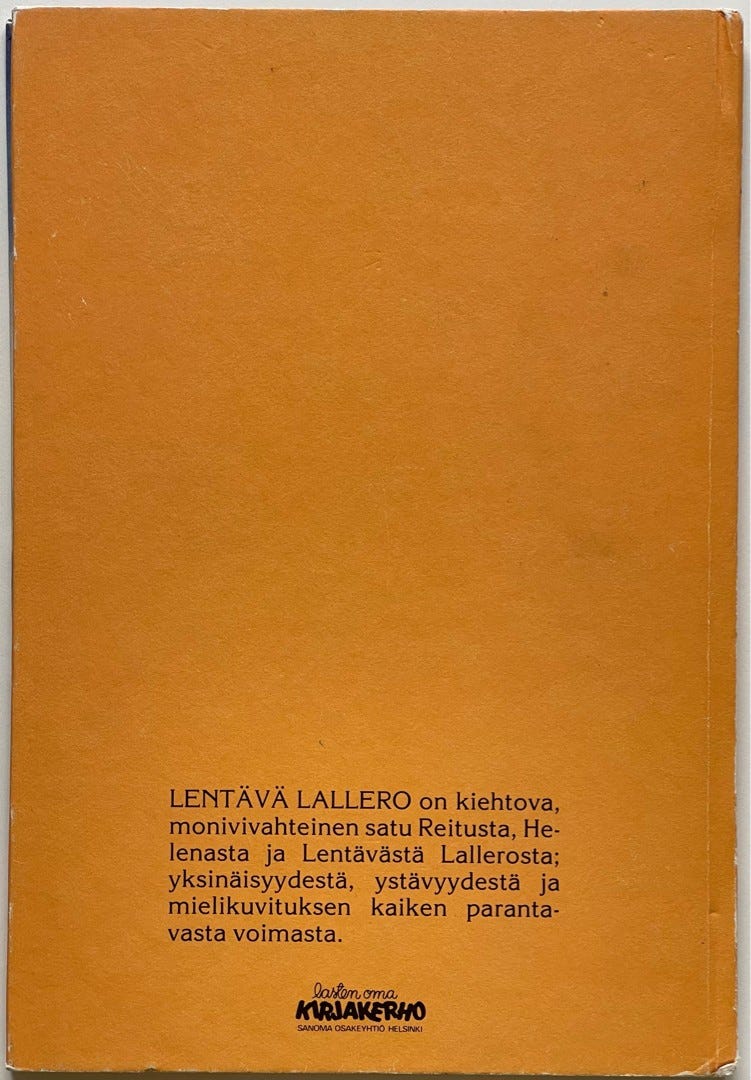 LENTÄVÄ LALLERO on kiehtova,
monivivahteinen satu Reitusta, He-
lenasta ja Lentävästä Lallerosta;
yksinäisyydestä, ystävyydestä ja
mielikuvituksen kaiken paranta-
vasta voimasta.
lasten oma
KIRJAKERHO
SANOMA OSAKEYHTIÖ HELSINKI